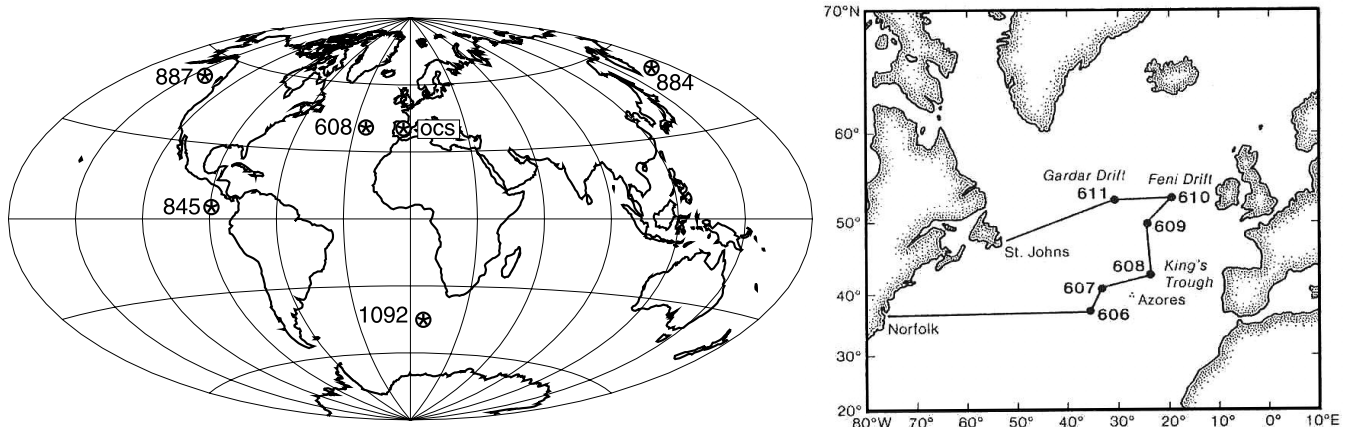 887
884
608
OCS
845
1092
70°N
60°
50°
40°
30°
20°
80°W
70°
60°
50°
40°
30°
20°
10°
0°
10°E
Gardar Drift
611
Feni Drift
610
609
St. Johns
608
King's
Trough
607
Azores
606
Norfolk